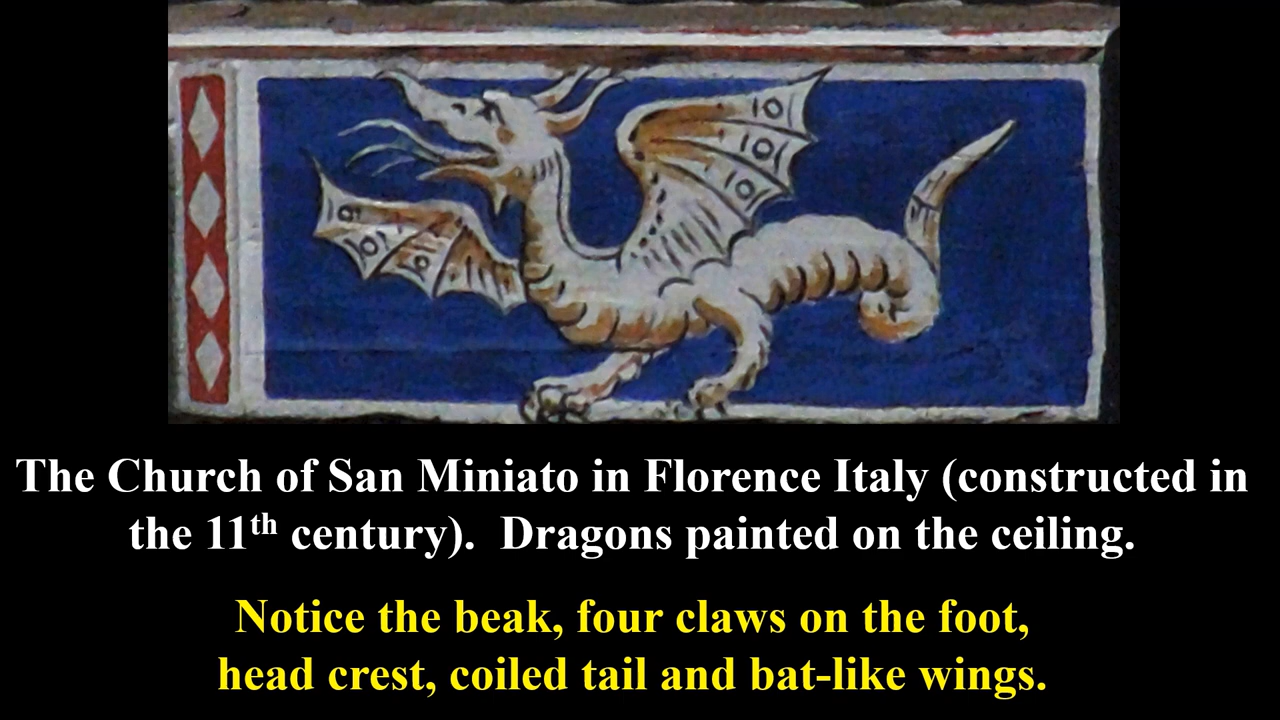 The Church of San Miniato in Florence Italy (constructed in
the 11th century).  Dragons painted on the ceiling.
Notice the beak, four claws on the foot,
head crest, coiled tail and bat-like wings.